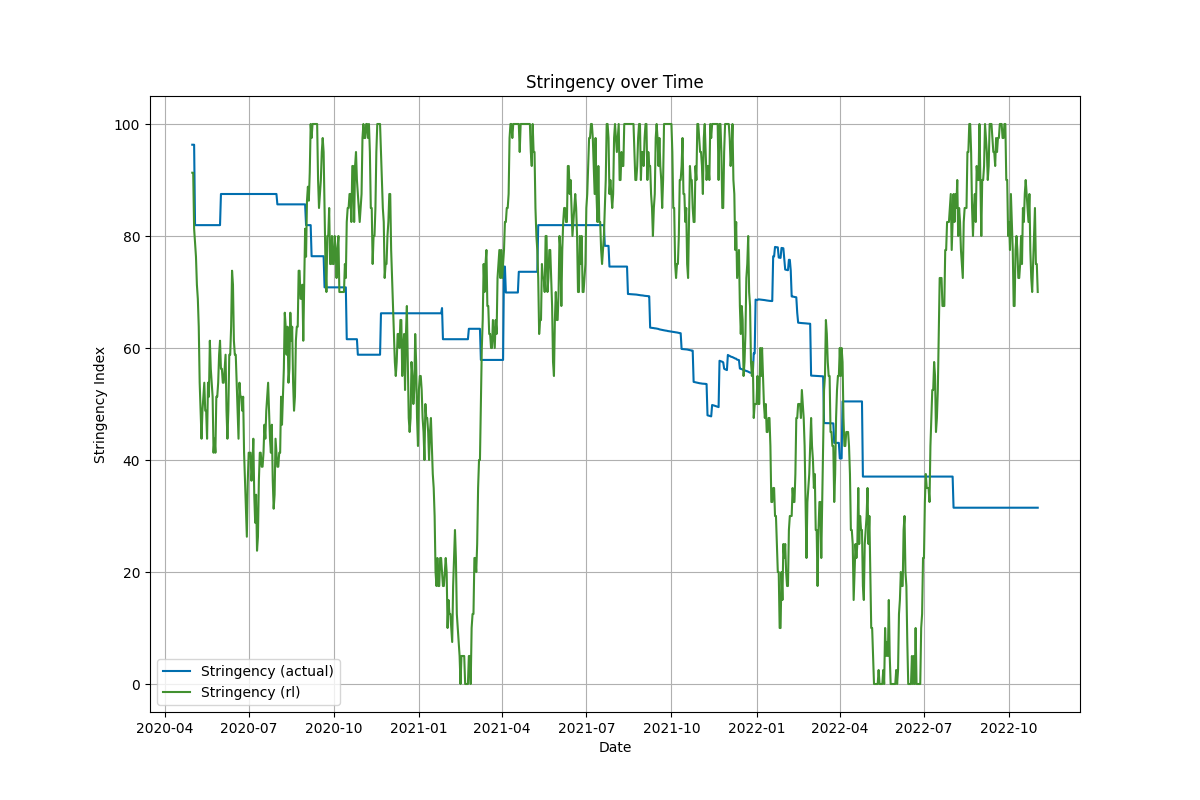 Stringency over Time
Stringency Index
100
80
60
40
20
0
Stringency (actual)
Stringency (rl)
2020-04 2020-07 2020-10 2021-01 2021-04 2021-07 2021-10 2022-01 2022-04 2022-07 2022-10
Date